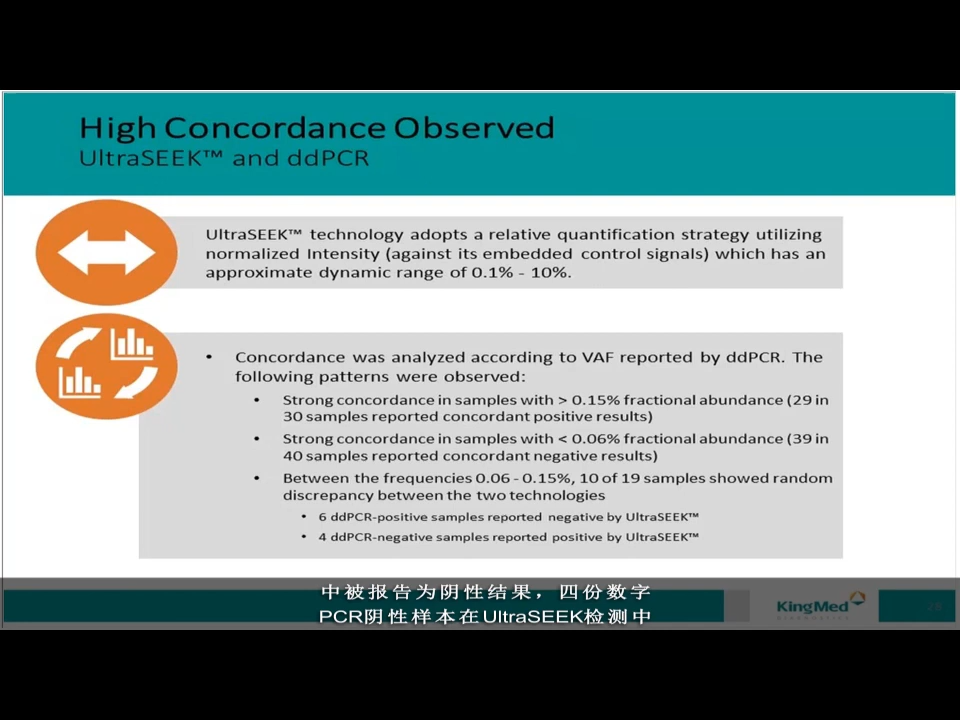 High Concordance Observed
UltraSEEK™ and ddPCR
UltraSEEK™ technology adopts a relative quantification strategy utilizing
normalized Intensity (against its embedded control signals) which has an
approximate dynamic range of 0.1% - 10%.
• Concordance was analyzed according to VAF reported by ddPCR. The
following patterns were observed:
• Strong concordance in samples with > 0.15% fractional abundance (29 in
30 samples reported concordant positive results)
• Strong concordance in samples with < 0.06% fractional abundance (39 in
40 samples reported concordant negative results)
• Between the frequencies 0.06 - 0.15%, 10 of 19 samples showed random
discrepancy between the two technologies
• 6 ddPCR-positive samples reported negative by UltraSEEK™
• 4 ddPCR-negative samples reported positive by UltraSEEK™
中被报告为阴性结果，四份数字
PCR阴性样本在UltraSEEK检测中
KingMed
DIAGNOSTICS